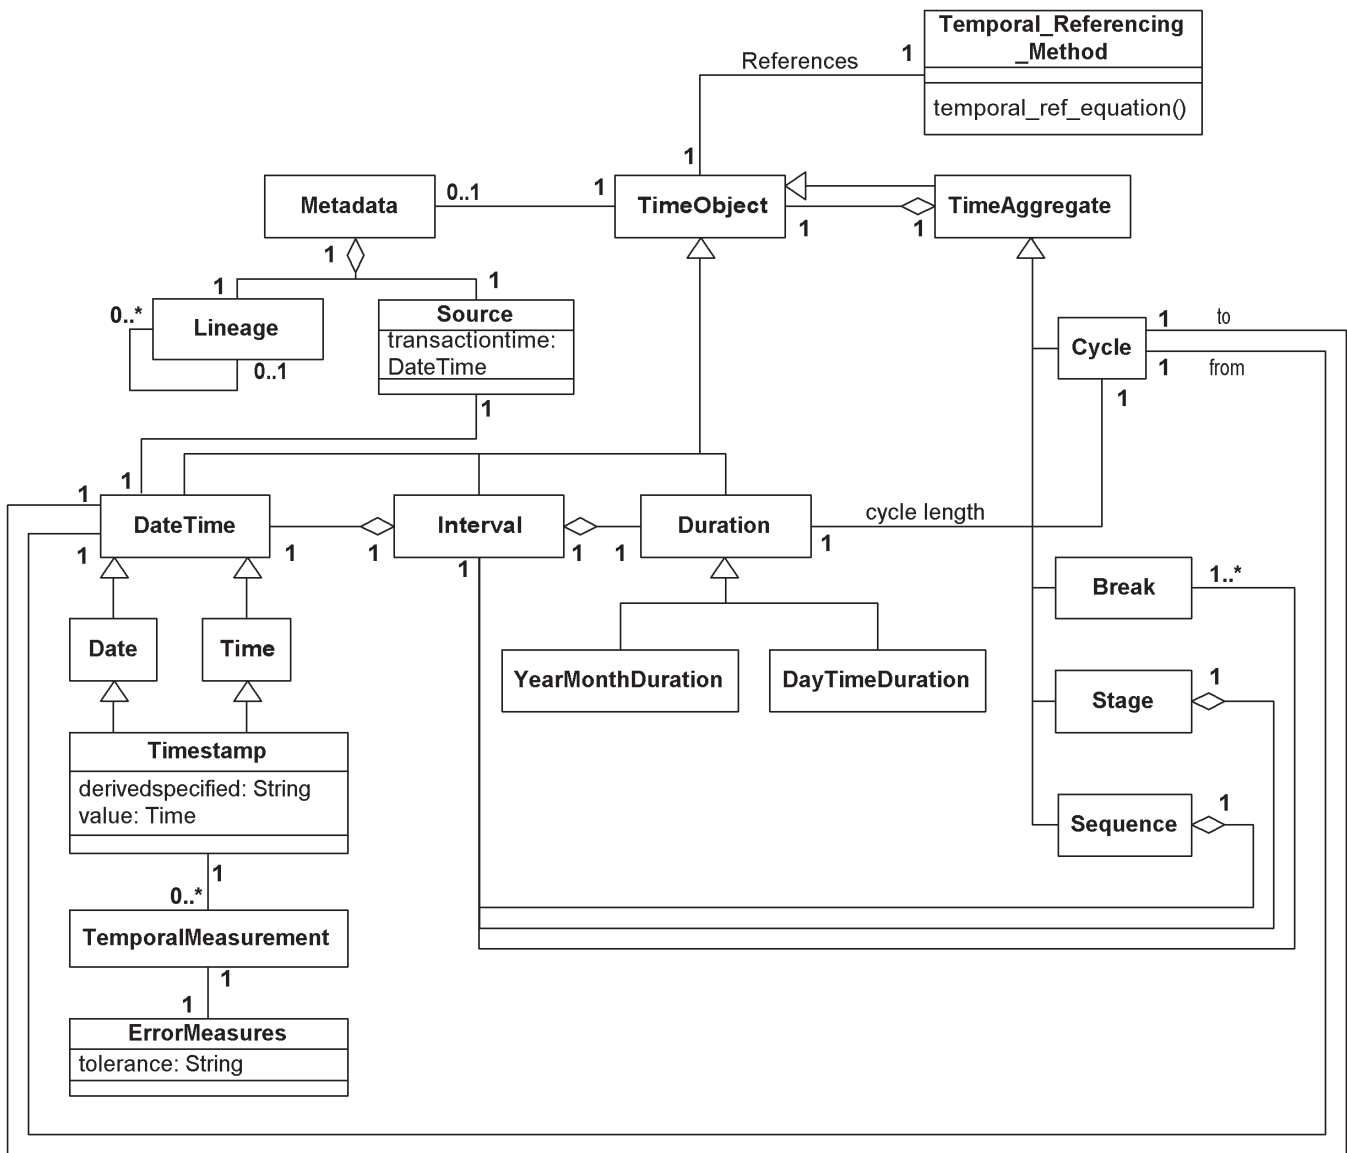 Temporal_Referencing
_Method
temporal_ref_equation()
References
1
1
Metadata
0..1
1
TimeObject
1
1
TimeAggregate
1
1
1
Lineage
0..*
0..1
Source
transactiontime:
DateTime
1
Cycle
1
to
1
from
1
1
1
1
DateTime
1
1
Interval
1
1
1
Duration
1
cycle length
Break
1..*
Date
Time
YearMonthDuration
DayTimeDuration
Stage
1
Timestamp
derivedspecified: String
value: Time
Sequence
1
1
0..*
TemporalMeasurement
1
1
ErrorMeasures
tolerance: String